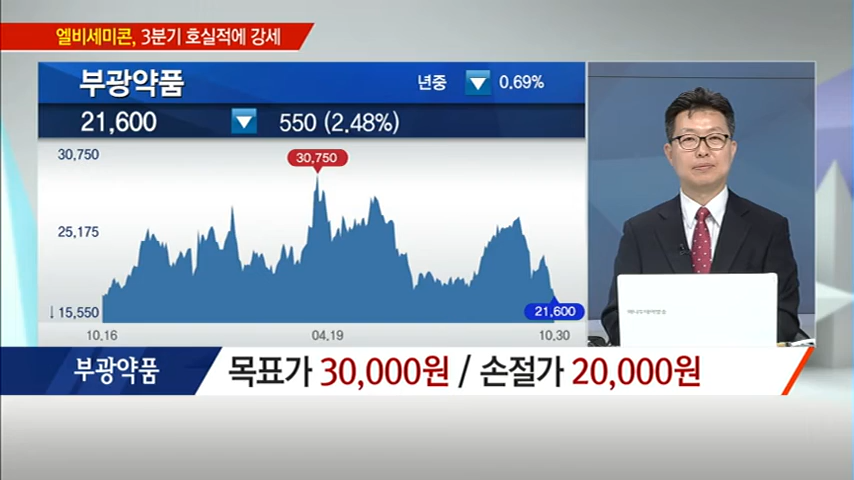 엘비세미콘, 3분기 호실적에 강세
부광약품 년중 ▼ 0.69%
21,600 ▼ 550 (2.48%)
30,750
30,750
25,175
↓15,550
21,600
10.16 04,19 10,30
부광약품 목표가 30,000원 / 손절가 20,000원